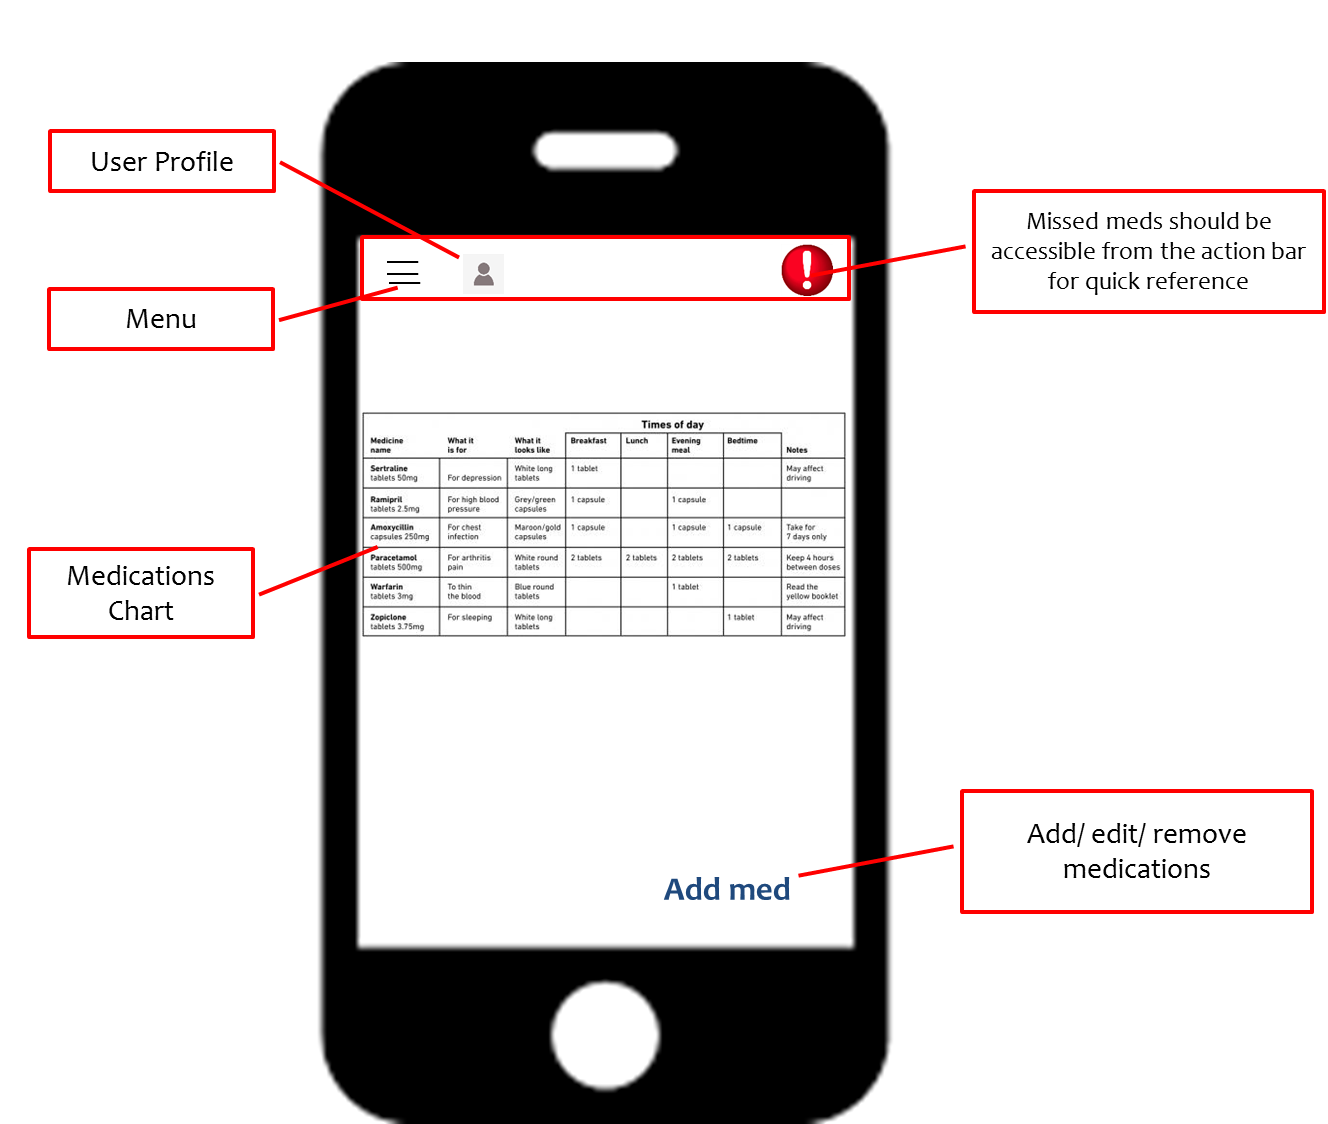 User Profile
Missed meds should be
accessible from the action bar
for quick reference
Menu
Times of day
Medicine name What it is for What it looks like Breakfast Lunch Evening meal Bedtime Notes
Sertraline tablets 50mg For depression White long tablets 1 tablet May affect driving
Ramipril tablets 2.5mg For high blood pressure Grey/green capsules 1 capsule 1 capsule
Amoxycillin capsules 250mg For chest infection Maroon/gold capsules 1 capsule 1 capsule 1 capsule Take for 7 days only
Paracetamol tablets 500mg For arthritis pain White round tablets 2 tablets 2 tablets 2 tablets 2 tablets Keep 4 hours between doses
Warfarin tablets 3mg To thin the blood Blue round tablets 1 tablet Read the yellow booklet
Zopiclone tablets 3.75mg For sleeping White long tablets 1 tablet May affect driving
Medications
Chart
Add/ edit/ remove
medications
Add med